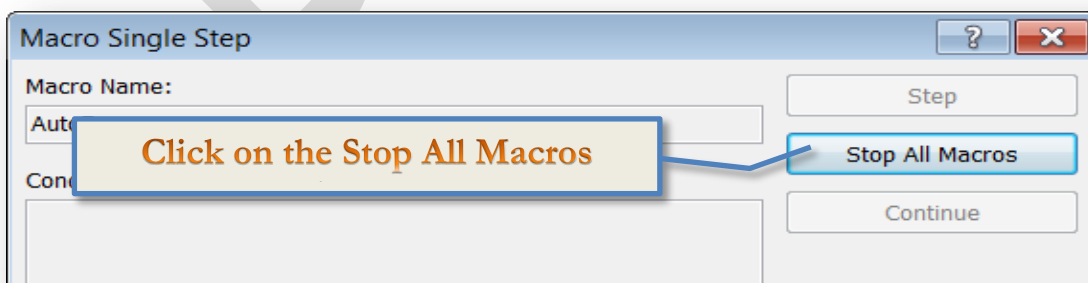 Macro Single Step
Macro Name:
Step
Click on the Stop All Macros
Stop All Macros
Continue